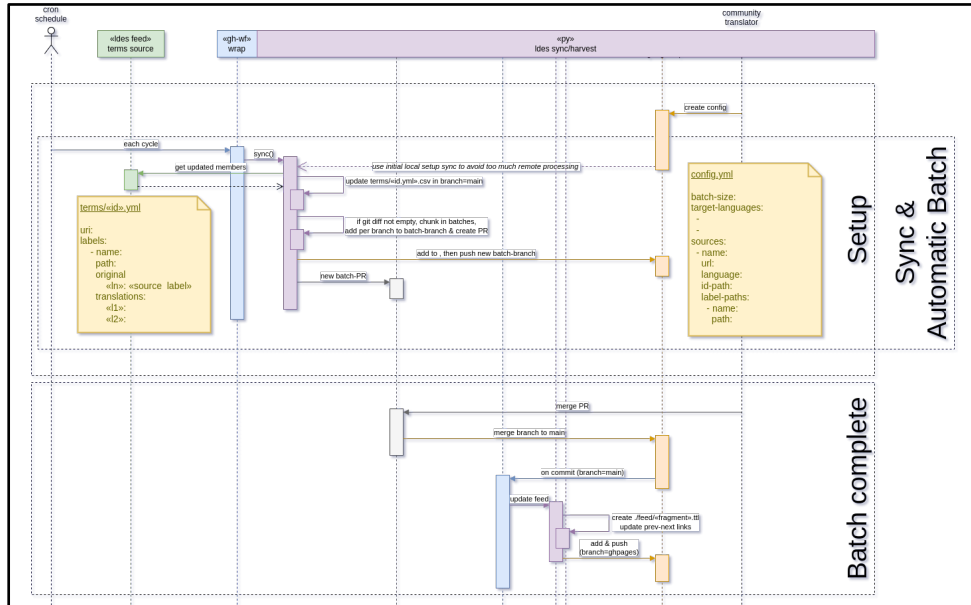 cron
schedule
community
translator
«ldes feed»
terms source
«gh-wf»
wrap
«py»
ldes sync/harvest
create config
each cycle
sync()
use initial local setup sync to avoid too much remote processing
get updated members
update terms/«id.yml».csv in branch=main
terms/«id».yml
uri:
labels:
- name:
path:
original
«ln»: «source label»
translations:
«l1»:
«l2»:
if git diff not empty, chunk in batches,
add per branch to batch-branch & create PR
add to , then push new batch-branch
new batch-PR
config.yml
batch-size:
target-languages:
-
-
sources:
- name:
url:
language:
id-path:
label-paths:
- name:
path:
Setup
Sync &
Automatic Batch
merge PR
merge branch to main
on commit (branch=main)
update feed
create ./feed/«fragment».ttl
update prev-next links
add & push
(branch=ghpages)
Batch complete